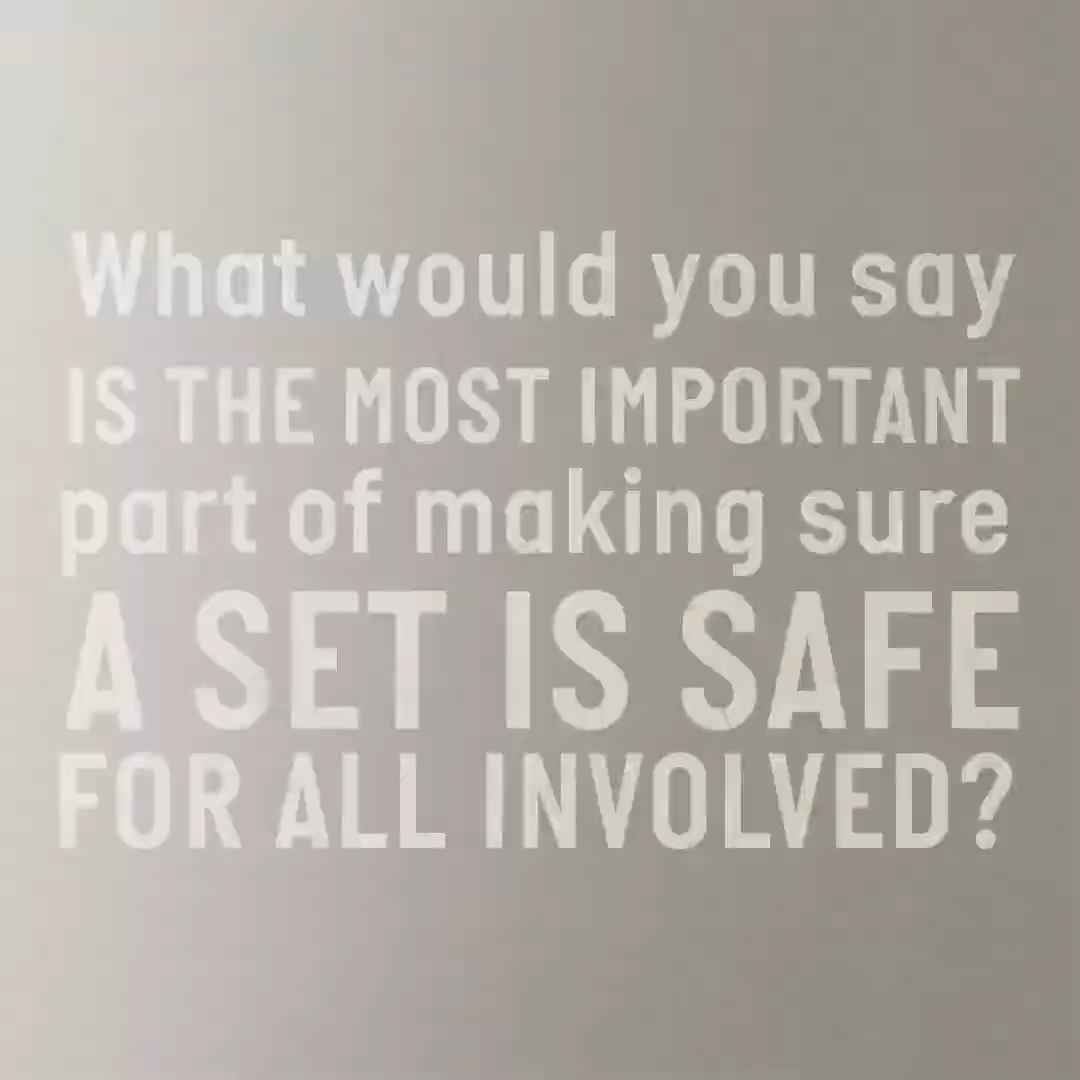 What would you say
IS THE MOST IMPORTANT
part of making sure
A SET IS SAFE
FOR ALL INVOLVED?